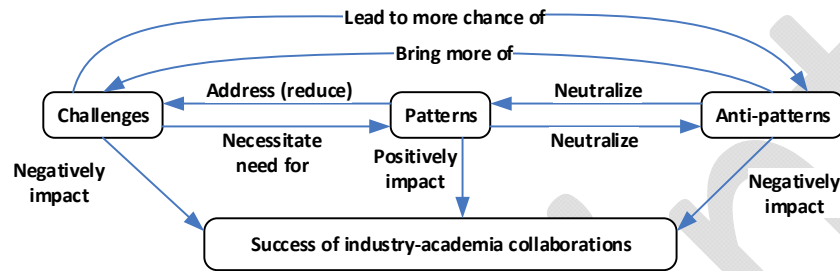 Lead to more chance of
Bring more of
Address (reduce)
Neutralize
Challenges
Patterns
Anti-patterns
Necessitate
need for
Neutralize
Negatively
impact
Positively
impact
Negatively
impact
Success of industry-academia collaborations